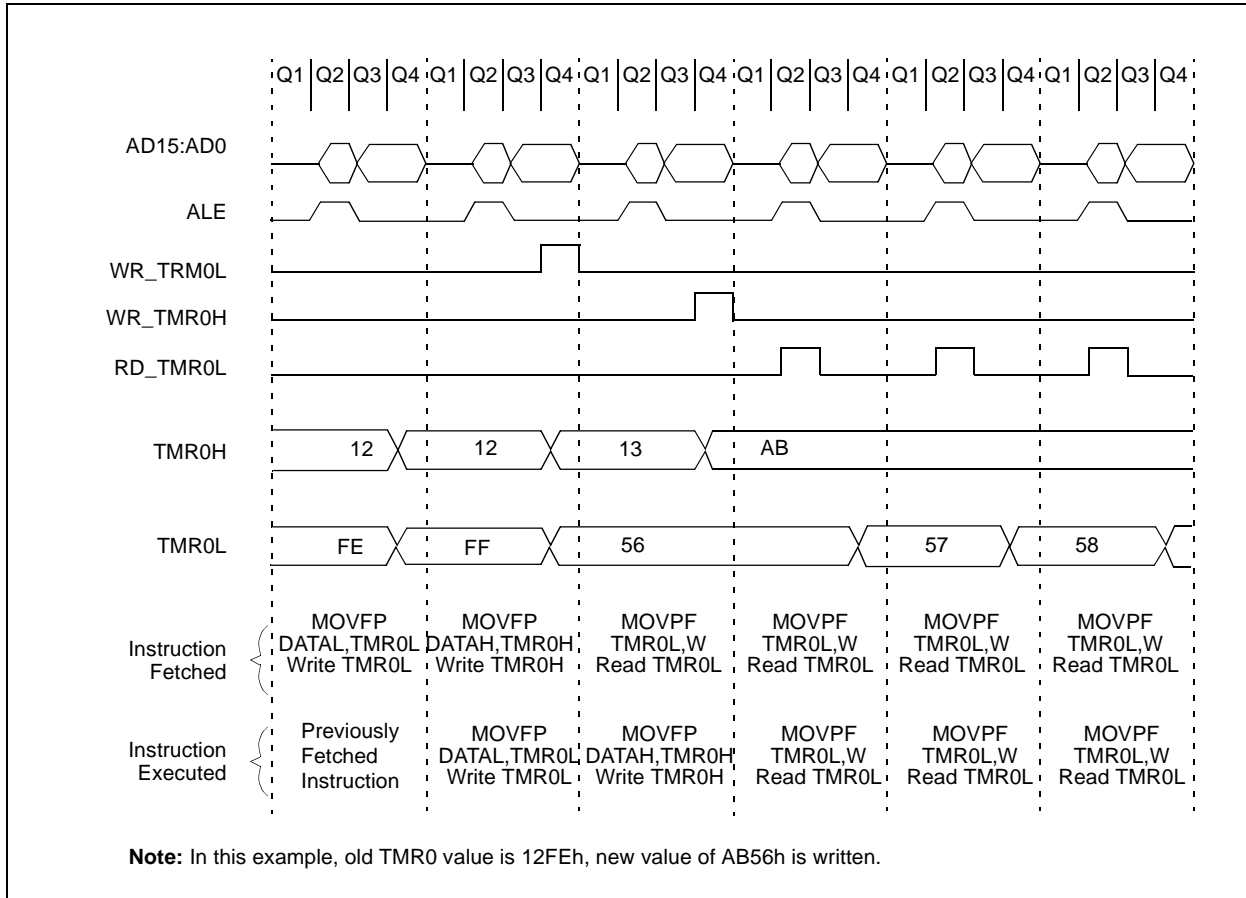 Q1 Q2 Q3 Q4 Q1 Q2 Q3 Q4 Q1 Q2 Q3 Q4 Q1 Q2 Q3 Q4 Q1 Q2 Q3 Q4 Q1 Q2 Q3 Q4
AD15:AD0
ALE
WR_TRM0L
WR_TMR0H
RD_TMR0L
TMR0H 12 12 13 AB
TMR0L FE FF 56 57 58
Instruction
Fetched
MOVFP
DATAL,TMR0L
Write TMR0L
MOVFP
DATAH,TMR0H
Write TMR0H
MOVPF
TMR0L,W
Read TMR0L
MOVPF
TMR0L,W
Read TMR0L
MOVPF
TMR0L,W
Read TMR0L
MOVPF
TMR0L,W
Read TMR0L
Instruction
Executed
Previously
Fetched
Instruction
MOVFP
DATAL,TMR0L
Write TMR0L
MOVFP
DATAH,TMR0H
Write TMR0H
MOVPF
TMR0L,W
Read TMR0L
MOVPF
TMR0L,W
Read TMR0L
MOVPF
TMR0L,W
Read TMR0L
Note: In this example, old TMR0 value is 12FEh, new value of AB56h is written.